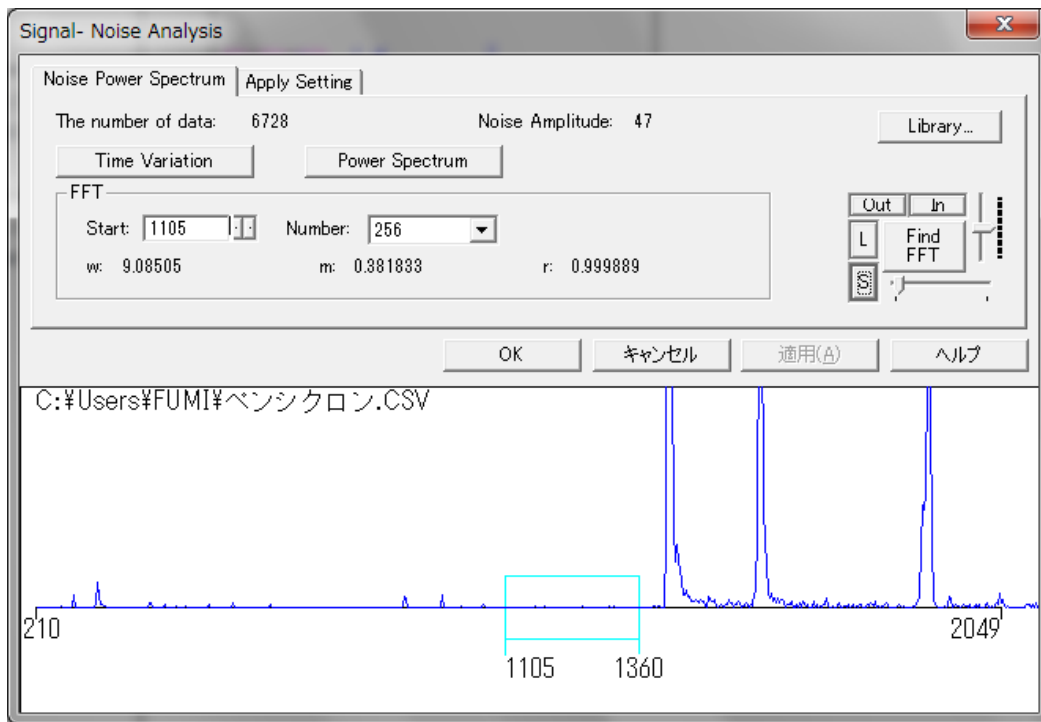 Signal- Noise Analysis
Noise Power Spectrum Apply Setting
The number of data: 6728 Noise Amplitude: 47 Library...
Time Variation Power Spectrum
FFT
Out In
Start: 1105 Number: 256 L Find FFT
w: 9.08505 m: 0.381833 r: 0.999889 S
OK キャンセル 適用(A) ヘルプ
C:¥Users¥FUMI¥ペンシクロン.CSV
210 2049
1105 1360